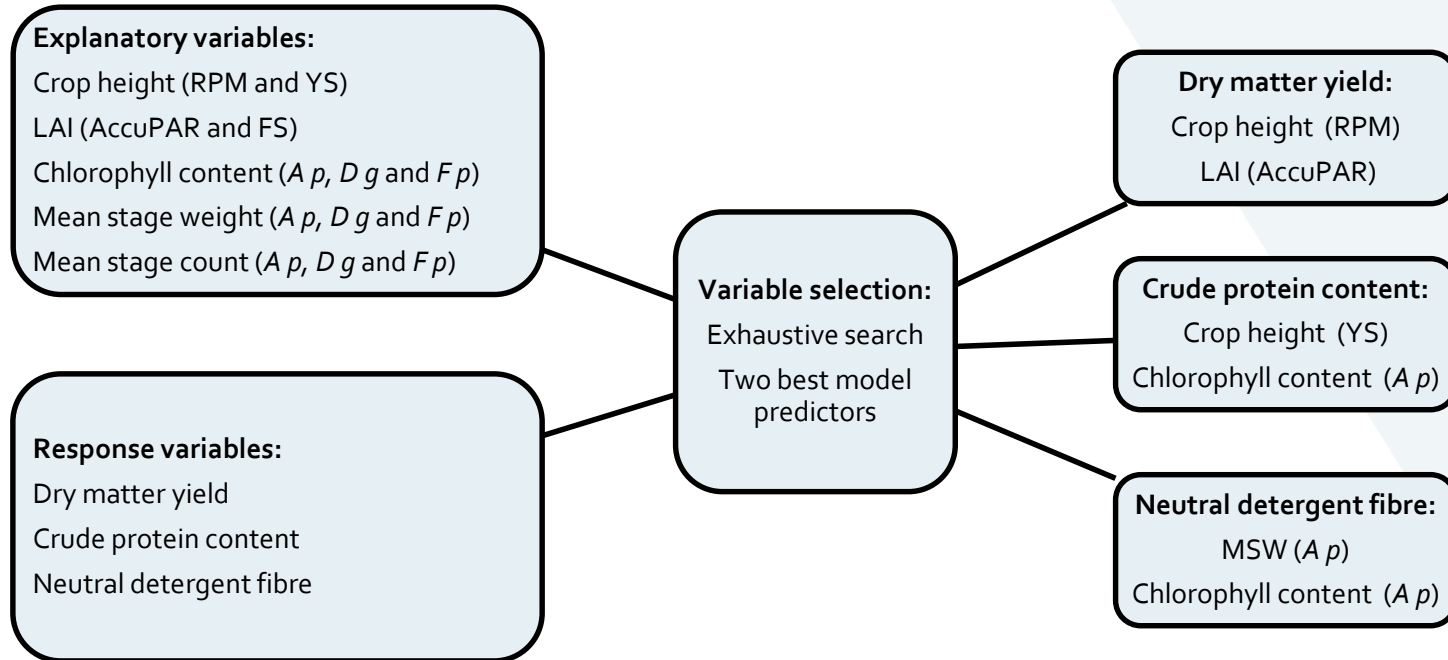 Explanatory variables:
Crop height (RPM and YS)
LAI (AccuPAR and FS)
Chlorophyll content (A p, D g and F p)
Mean stage weight (A p, D g and F p)
Mean stage count (A p, D g and F p)
Response variables:
Dry matter yield
Crude protein content
Neutral detergent fibre
Variable selection:
Exhaustive search
Two best model
predictors
Dry matter yield:
Crop height (RPM)
LAI (AccuPAR)
Crude protein content:
Crop height (YS)
Chlorophyll content (A p)
Neutral detergent fibre:
MSW (A p)
Chlorophyll content (A p)